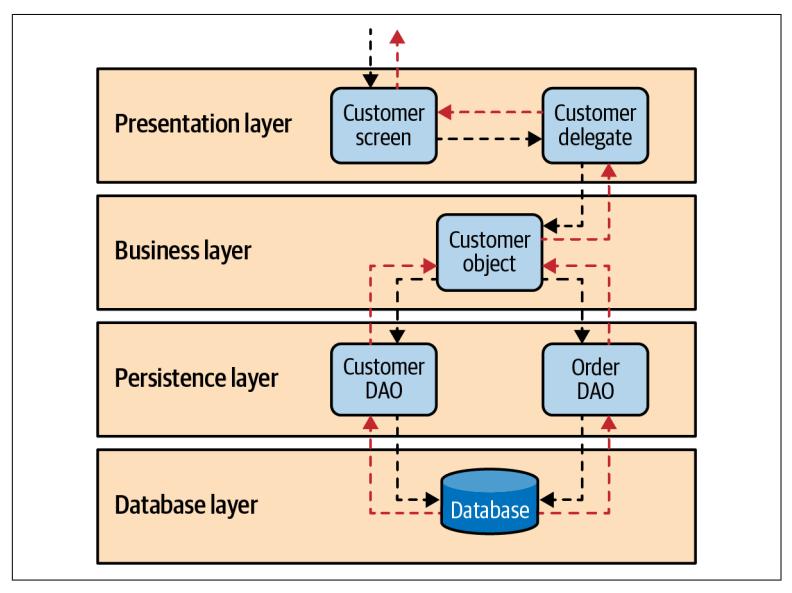 Presentation layer
Customer
screen
Customer
delegate
Business layer
Customer
object
Persistence layer
Customer
DAO
Order
DAO
Database layer
Database